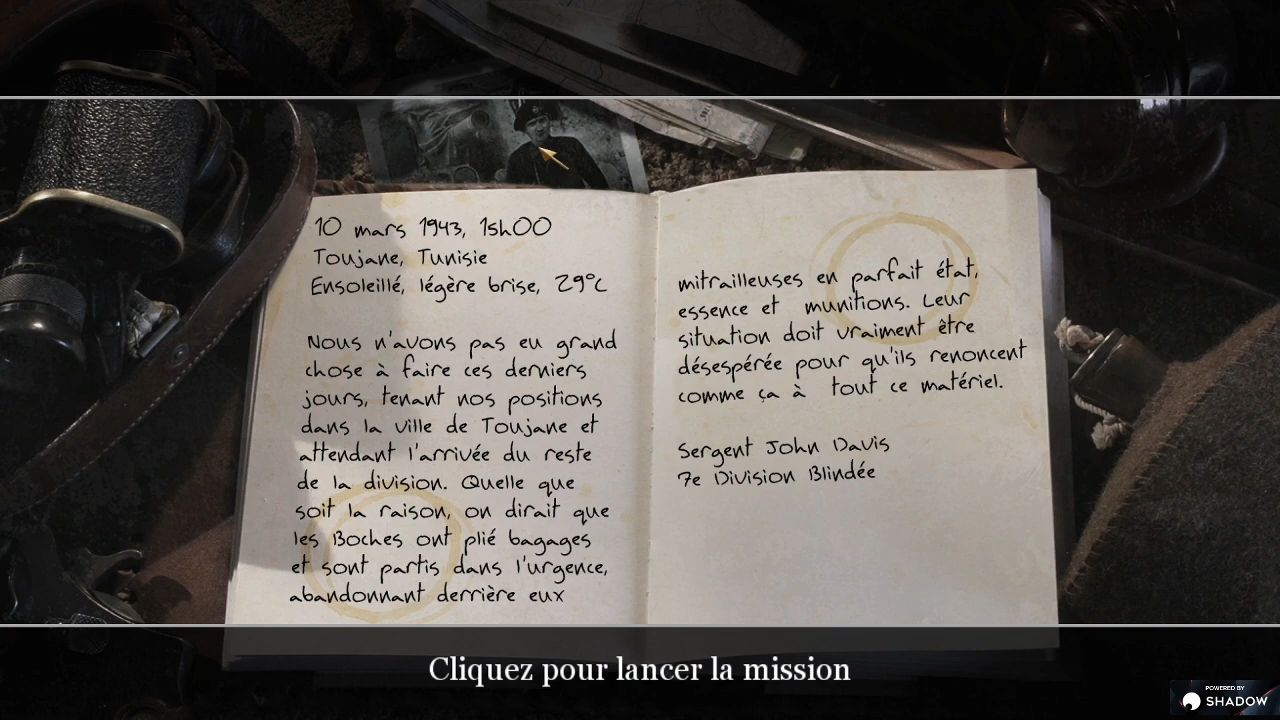 10 mars 1943, 15h00
Toujane, Tunisie
Ensoleillé, légère brise, 29°C
Nous n'avons pas eu grand
chose à faire ces derniers
jours, tenant nos positions
dans la ville de Toujane et
attendant l'arrivée du reste
de la division. Quelle que
soit la raison, on dirait que
les Boches ont plié bagages
et sont partis dans l'urgence,
abandonnant derrière eux
mitrailleuses en parfait état,
essence et munitions. Leur
situation doit vraiment être
désespérée pour qu'ils renoncent
comme ça à tout ce matériel.
Sergent John Davis
7e Division Blindée
Cliquez pour lancer la mission
POWERED BY
SHADOW